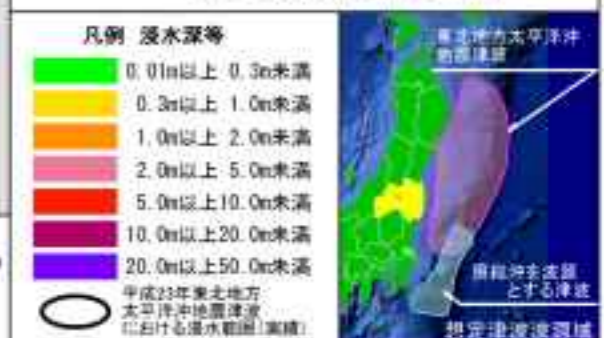 凡例 浸水深等
0.01m以上 0.3m未満
0.3m以上 1.0m未満
1.0m以上 2.0m未満
2.0m以上 5.0m未満
5.0m以上10.0m未満
10.0m以上20.0m未満
20.0m以上50.0m未満
平成23年東北地方
太平洋沖地震津波
における浸水範囲(実績)
東北地方太平洋沖
地震津波
房総沖を波源
とする津波
想定津波波源域